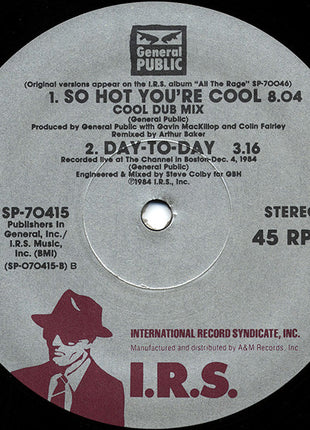 General
PUBLIC
(Original versions appear on the I.R.S. album "All The Rage" SP-70046)
1. SO HOT YOU'RE COOL 8.04
COOL DUB MIX
(General Public)
Produced by General Public with Gavin MacKillop and Colin Fairley
Remixed by Arthur Baker
2. DAY-TO-DAY 3.16
Recorded live at The Channel in Boston-Dec. 4, 1984
(General Public)
Engineered & Mixed by Steve Colby for GBH
℗1984 I.R.S., Inc.
SP-70415
STEREO
Publishers in
General, Inc./
I.R.S. Music,
Inc. (BMI)
45 RP
(SP-070415-B) B
INTERNATIONAL RECORD SYNDICATE, INC.
Manufactured and distributed by A&M Records, Inc
I.R.S.